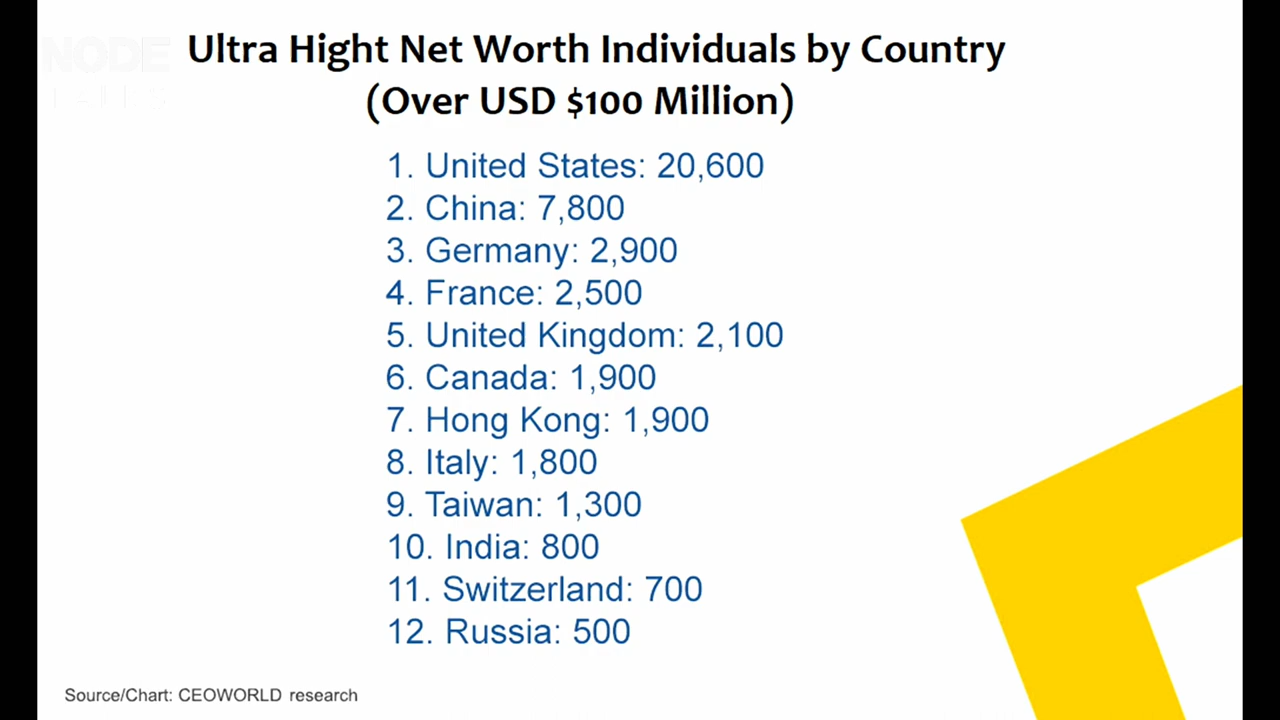 NODE
Ultra Hight Net Worth Individuals by Country
(Over USD $100 Million)
1. United States: 20,600
2. China: 7,800
3. Germany: 2,900
4. France: 2,500
5. United Kingdom: 2,100
6. Canada: 1,900
7. Hong Kong: 1,900
8. Italy: 1,800
9. Taiwan: 1,300
10. India: 800
11. Switzerland: 700
12. Russia: 500
Source/Chart: CEOWORLD research